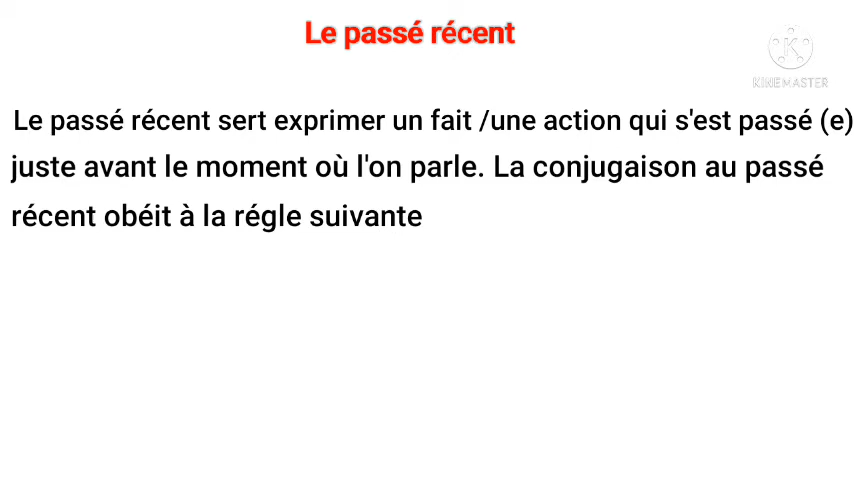 Le passé récent
KINEMASTER
Le passé récent sert exprimer un fait /une action qui s'est passé (e)
juste avant le moment où l'on parle. La conjugaison au passé
récent obéit à la régle suivante